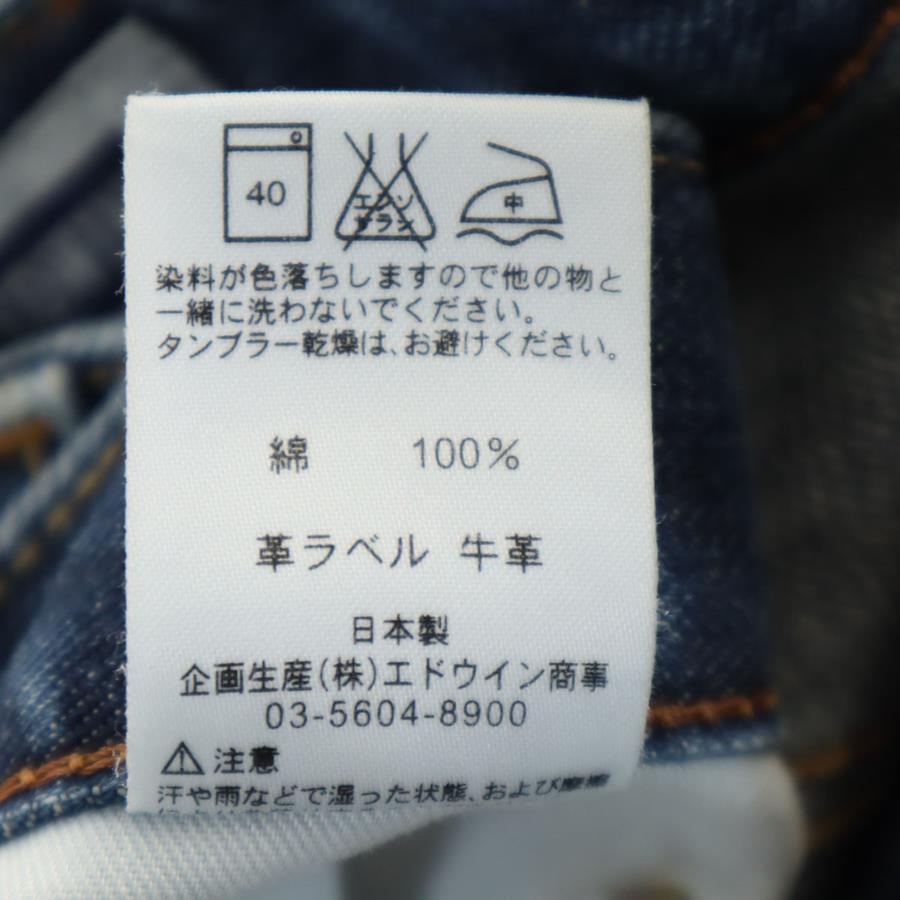 40
エンソ
サラシ
中
染料が色落ちしますので他の物と
一緒に洗わないでください。
タンブラー乾燥は、お避けください。
綿 100%
革ラベル 牛革
日本製
企画生産(株)エドウイン商事
03-5604-8900
注意
汗や雨などで湿った状態、および摩擦